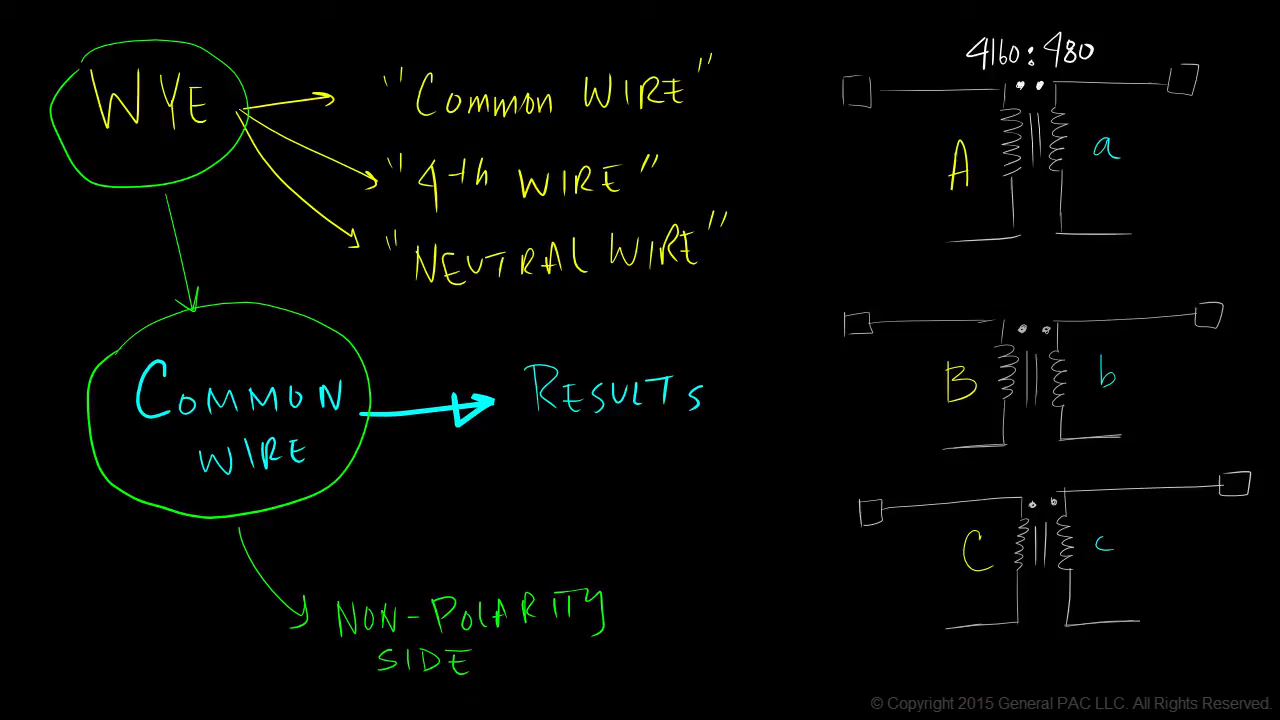 WYE
"Common WIRE"
"4th WIRE"
"NEUTRAL WIRE"
COMMON
WIRE
RESULTS
NON-POLARITY
SIDE
4160:480
A
a
B
b
C
c
© Copyright 2015 General PAC LLC. All Rights Reserved.